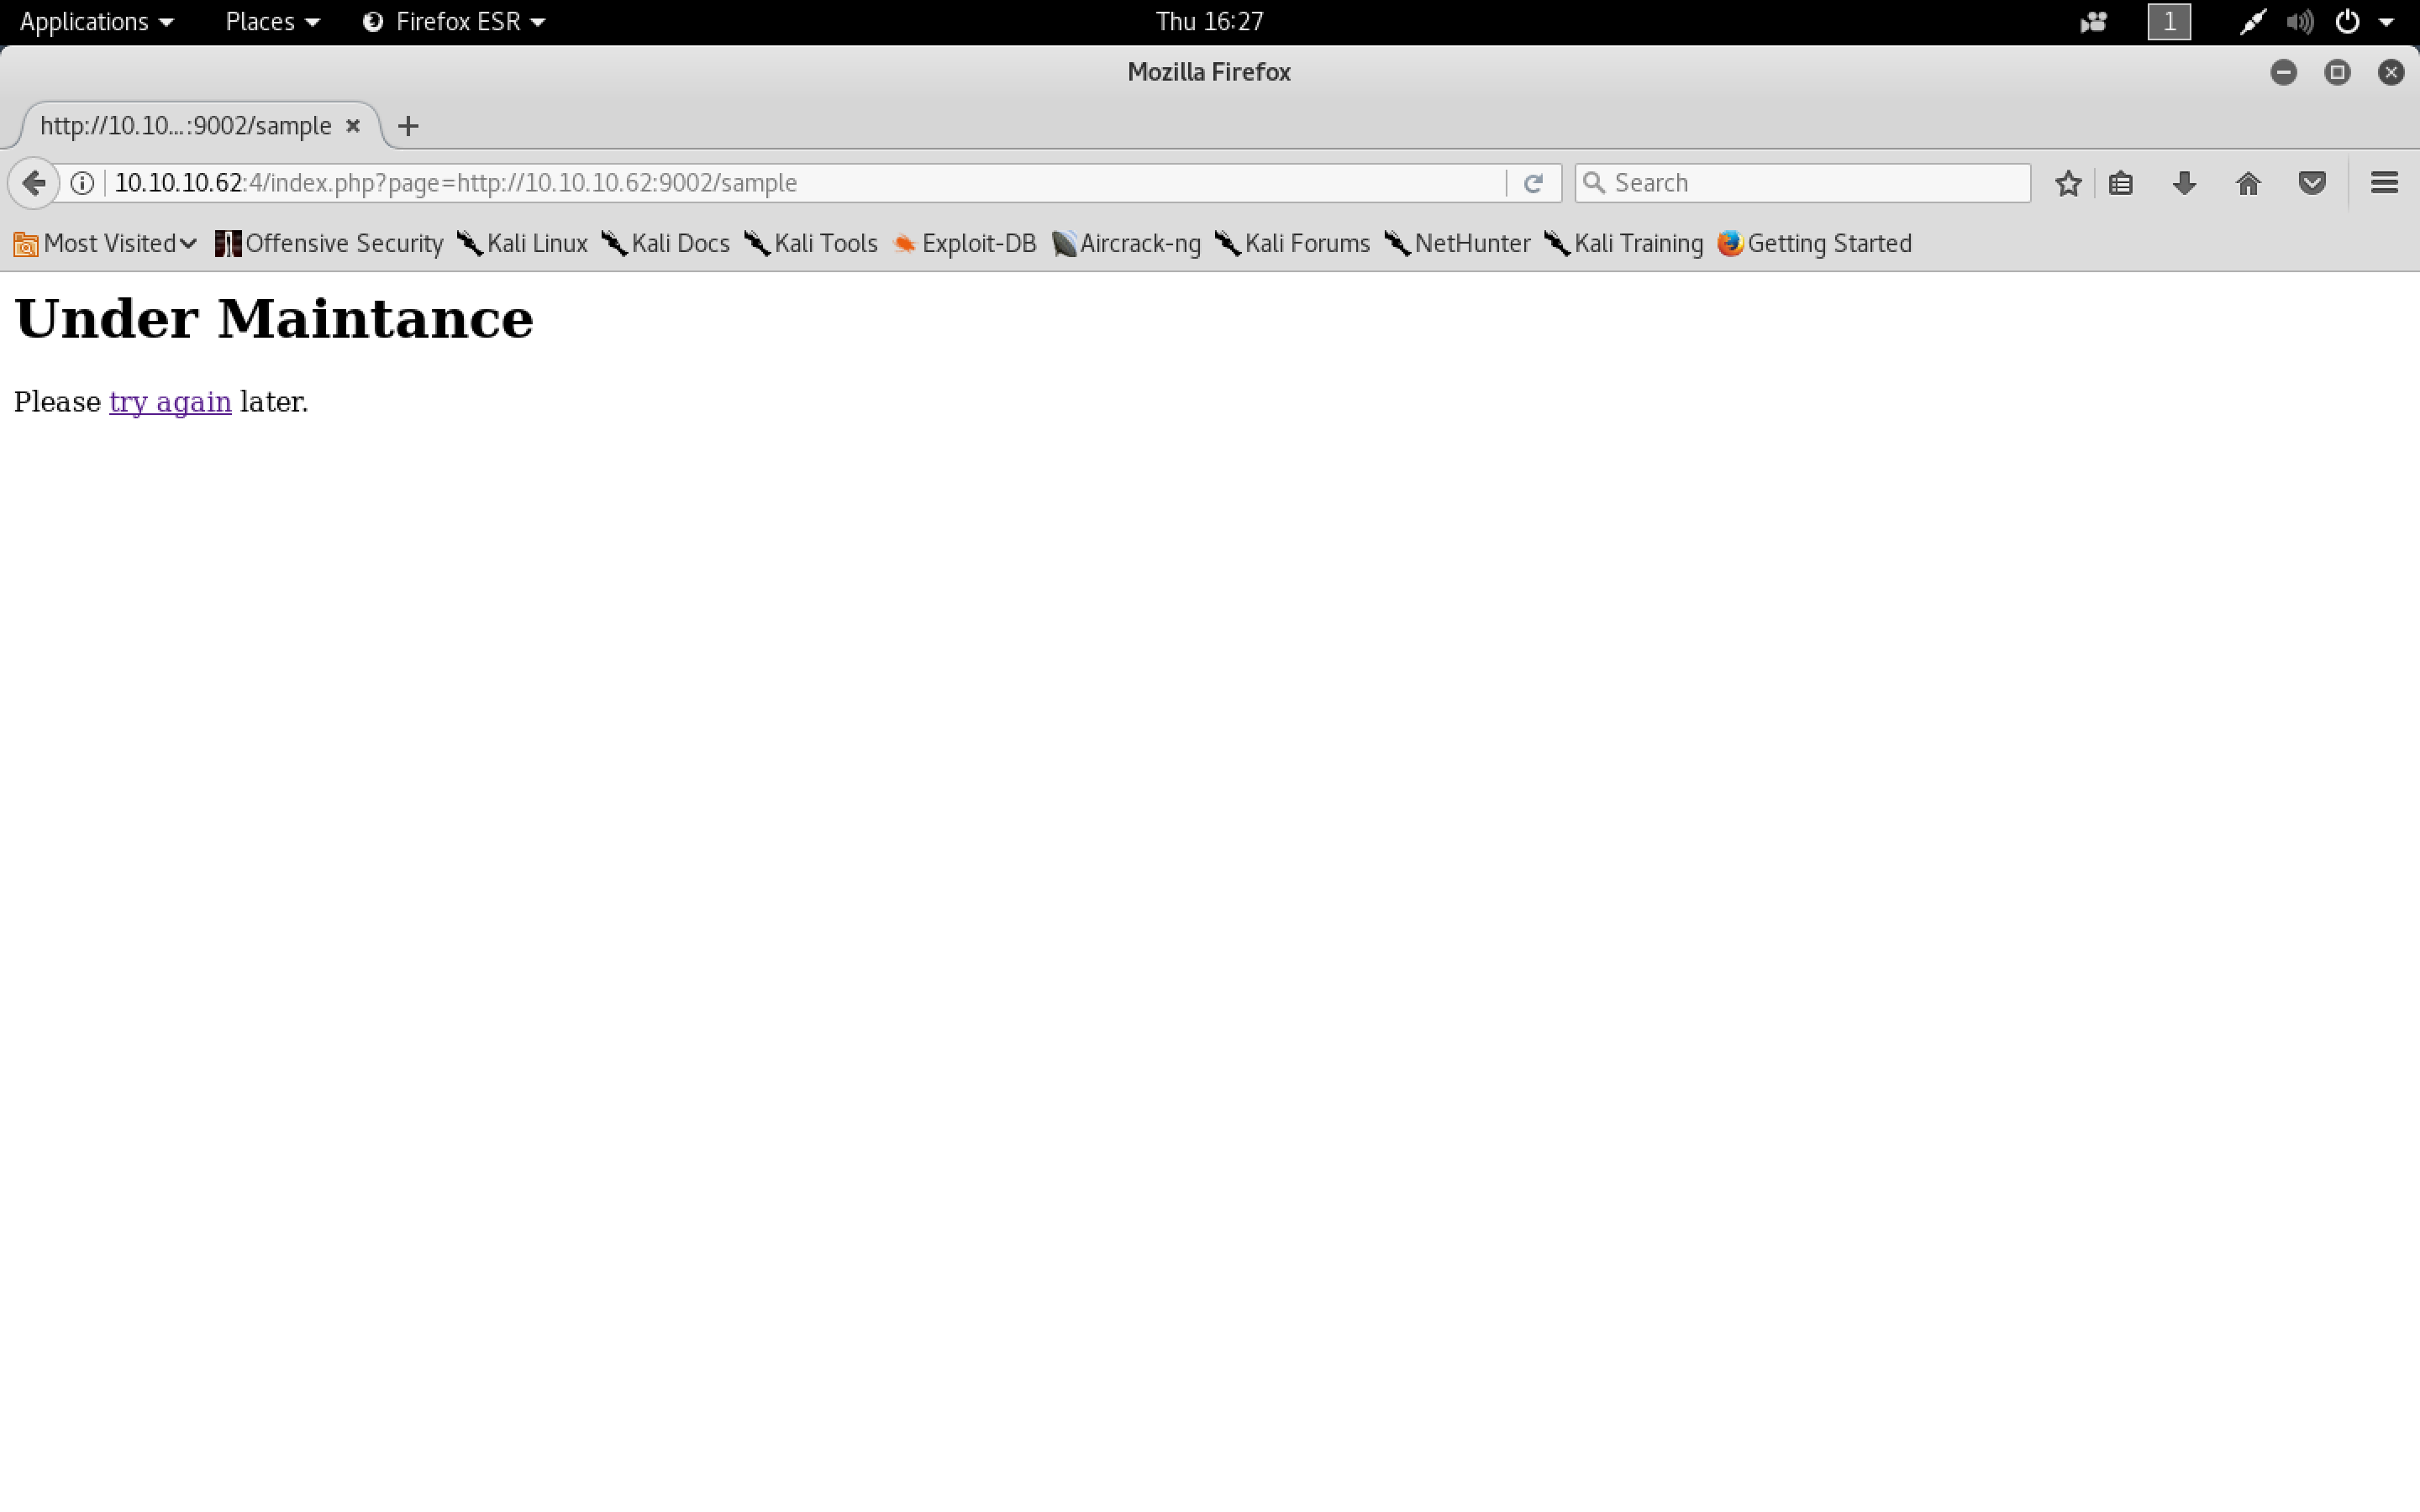 Applications Places Firefox ESR Thu 16:27 1
Mozilla Firefox
http://10.10...:9002/sample
10.10.10.62:4/index.php?page=http://10.10.10.62:9002/sample Search
Most Visited Offensive Security Kali Linux Kali Docs Kali Tools Exploit-DB Aircrack-ng Kali Forums NetHunter Kali Training Getting Started
Under Maintance
Please try again later.